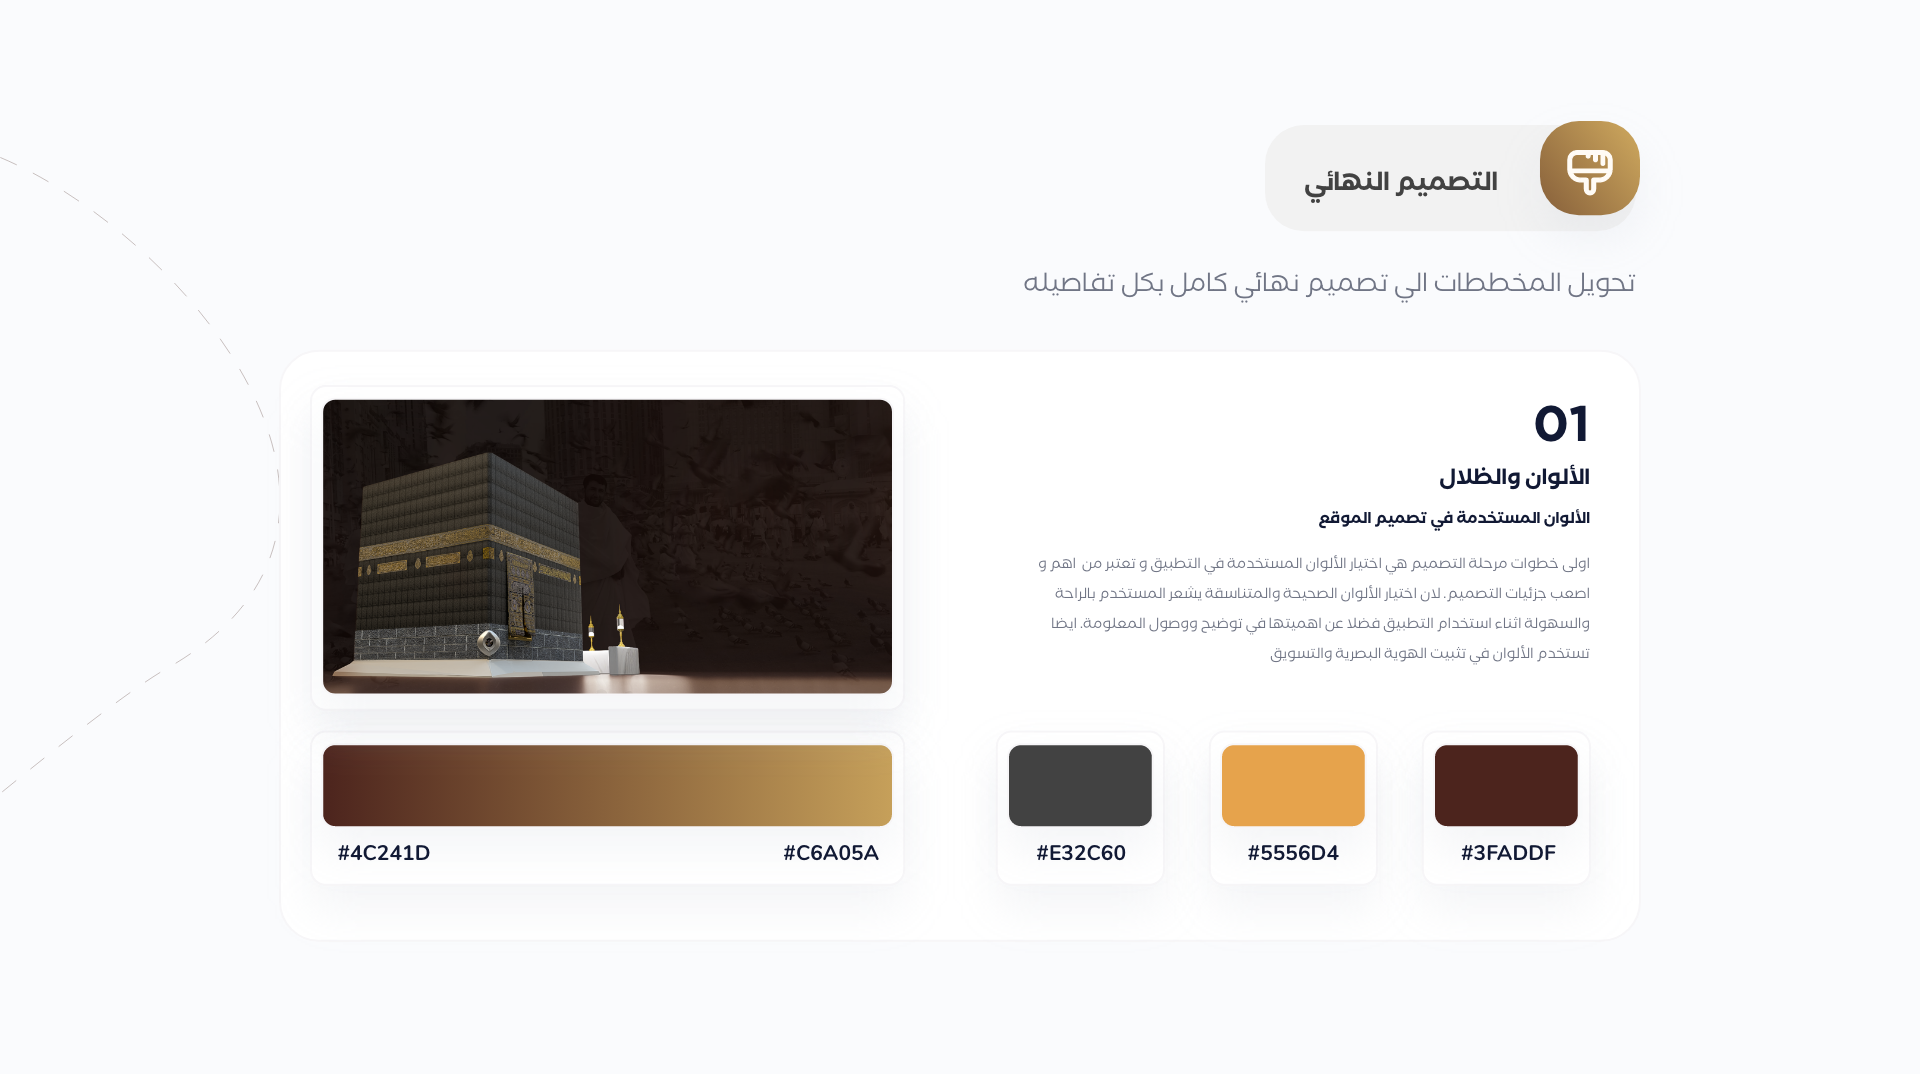 التصميم النهائي
تحويل المخططات الي تصميم نهائي كامل بكل تفاصيله
01
الألوان والظلال
الألوان المستخدمة في تصميم الموقع
اولى خطوات مرحلة التصميم هي اختيار الألوان المستخدمة في التطبيق و تعتبر من اهم و
اصعب جزئيات التصميم. لان اختيار الألوان الصحيحة والمتناسقة يشعر المستخدم بالراحة
والسهولة اثناء استخدام التطبيق فضلا عن اهميتها في توضيح ووصول المعلومة. ايضا
تستخدم الألوان في تثبيت الهوية البصرية والتسويق
#3FADDF
#5556D4
#E32C60
#C6A05A
#4C241D